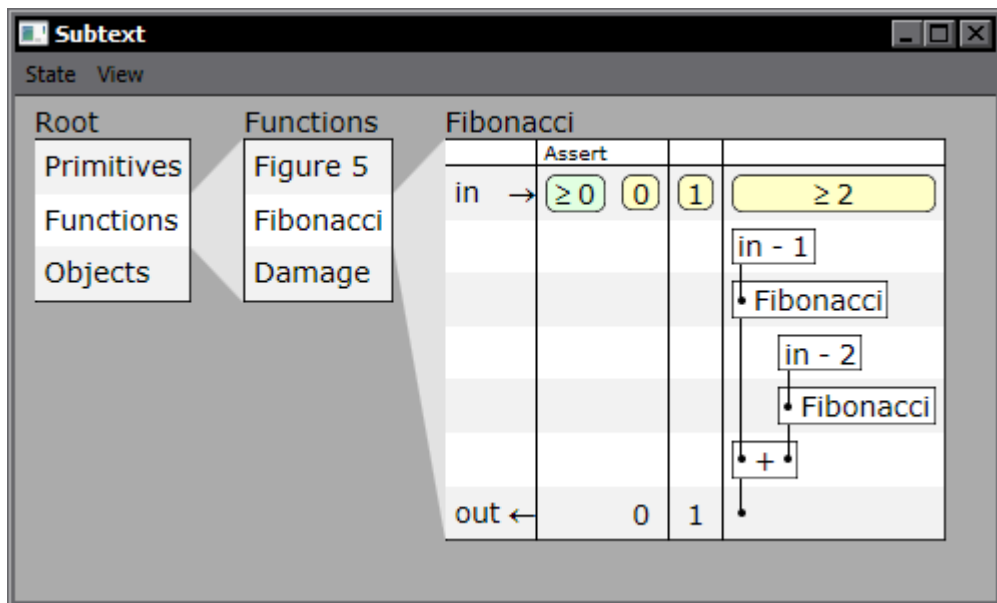 Subtext
State View
Root Functions Fibonacci
Assert
Primitives Figure 5
in → ≥ 0 0 1 ≥ 2
Functions Fibonacci
in - 1
Objects Damage
Fibonacci
in - 2
Fibonacci
+
out ← 0 1